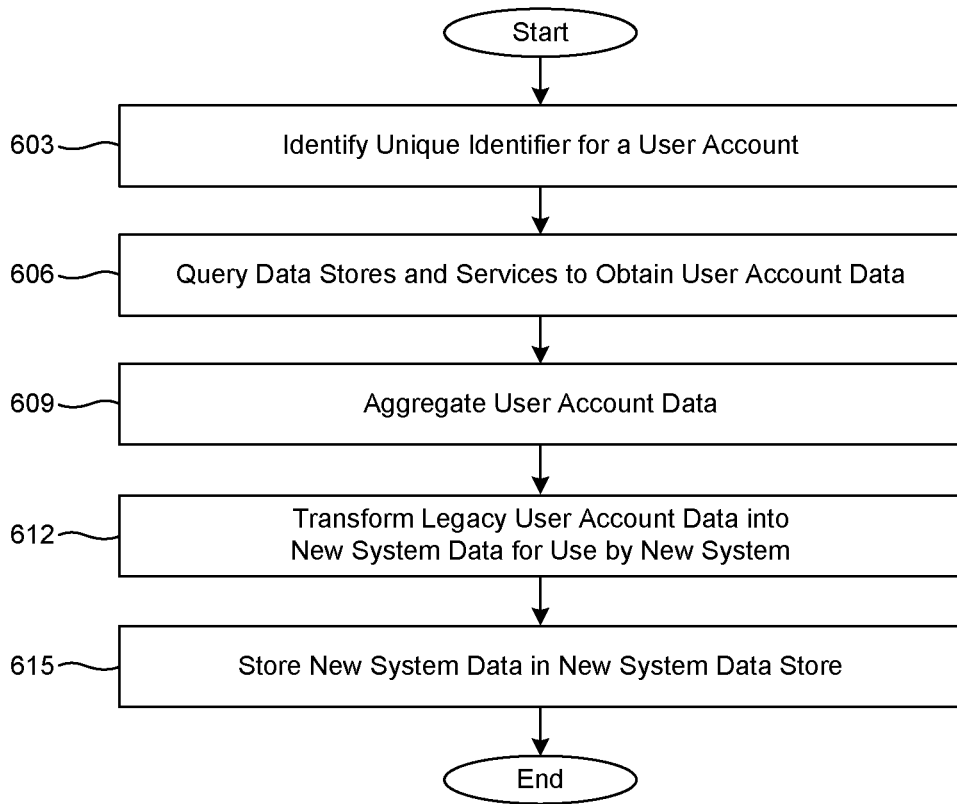 Start
603
Identify Unique Identifier for a User Account
606
Query Data Stores and Services to Obtain User Account Data
609
Aggregate User Account Data
612
Transform Legacy User Account Data into
New System Data for Use by New System
615
Store New System Data in New System Data Store
End